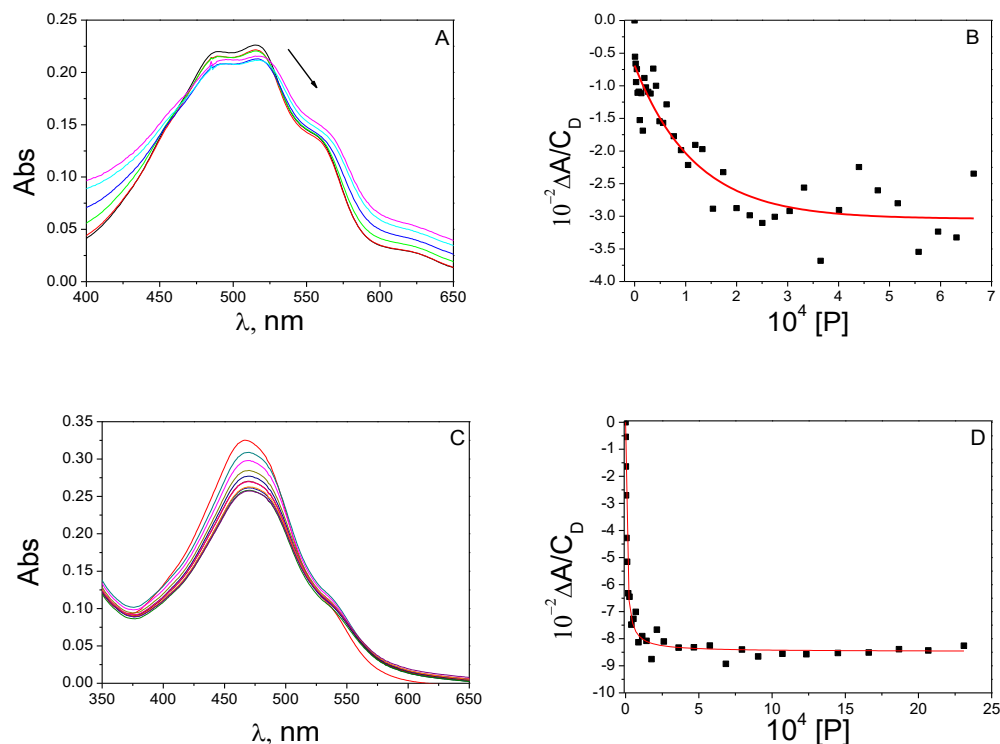 A
Abs
0.25
0.20
0.15
0.10
0.05
0.00
400 450 500 550 600 650
λ, nm
B
10⁻² ΔA/C_D
0.0
-0.5
-1.0
-1.5
-2.0
-2.5
-3.0
-3.5
-4.0
0 1 2 3 4 5 6 7
10⁴ [P]
C
Abs
0.35
0.30
0.25
0.20
0.15
0.10
0.05
0.00
350 400 450 500 550 600 650
λ, nm
D
10⁻² ΔA/C_D
0
-1
-2
-3
-4
-5
-6
-7
-8
-9
-10
0 5 10 15 20 25
10⁴ [P]